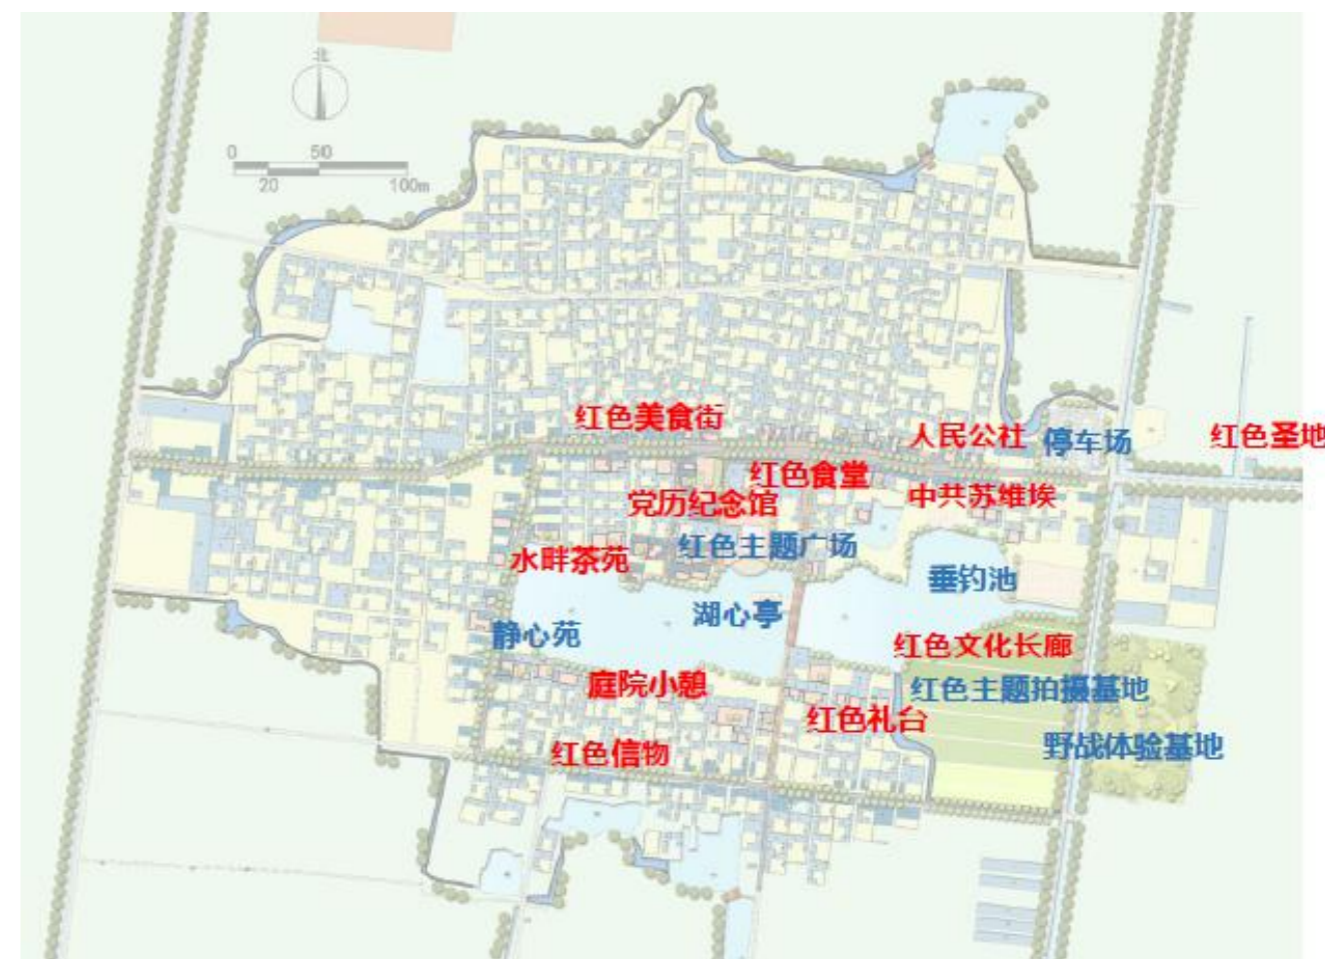 北
0 50
20 100m
红色美食街
人民公社
停车场
红色圣地
红色食堂
党历纪念馆
中共苏维埃
红色主题广场
水畔茶苑
垂钓池
湖心亭
静心苑
红色文化长廊
庭院小憩
红色主题拍摄基地
红色礼台
红色信物
野战体验基地